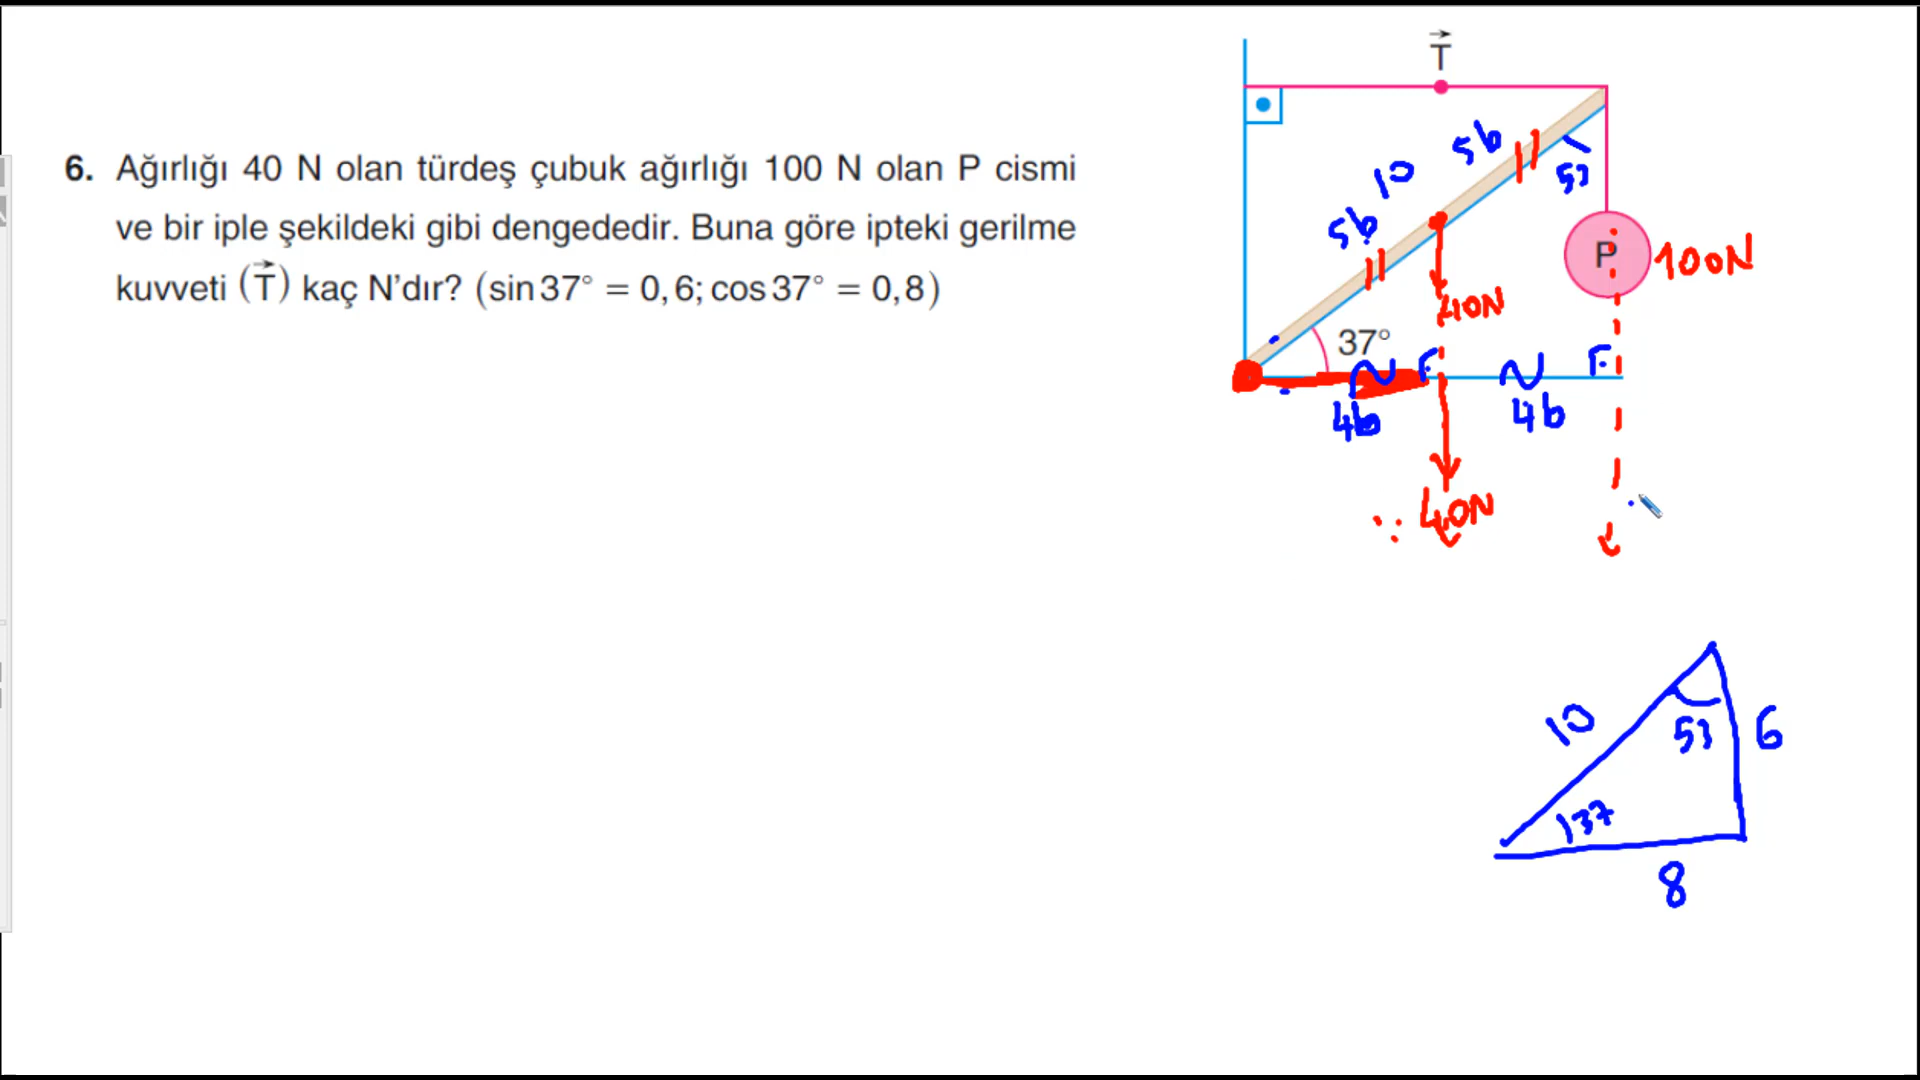 6. Ağırlığı 40 N olan türdeş çubuk ağırlığı 100 N olan P cismi
ve bir iple şekildeki gibi dengededir. Buna göre ipteki gerilme
kuvveti (T⃗) kaç N'dır? (sin 37° = 0,6; cos 37° = 0,8)
T⃗
5b
10
53
5b
P
100N
40N
37°
F
F
4b
4b
40N
10
53
6
37
8